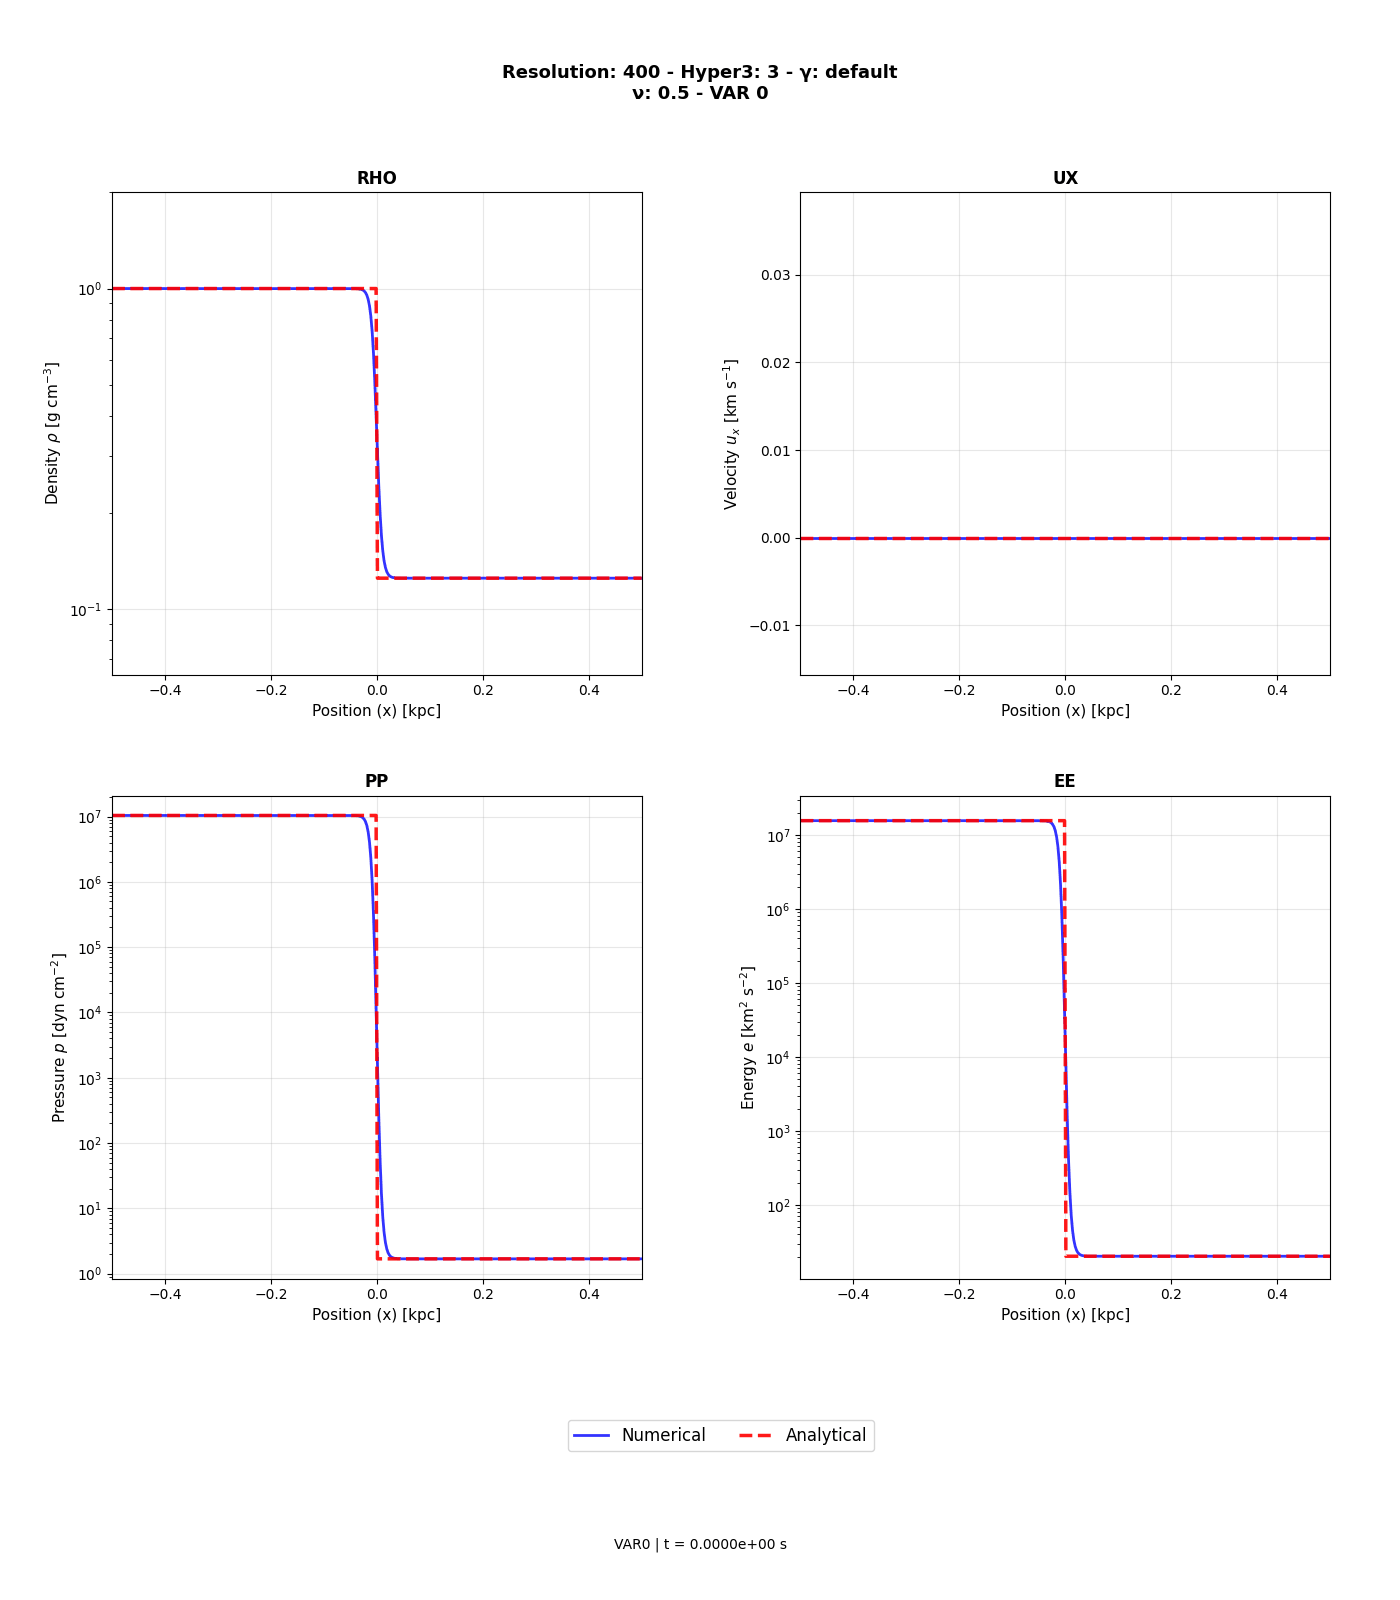 Resolution: 400 - Hyper3: 3 - γ: default
ν: 0.5 - VAR 0
RHO
Density ρ [g cm⁻³]
10⁰
10⁻¹
−0.4 −0.2 0.0 0.2 0.4
Position (x) [kpc]
UX
Velocity uₓ [km s⁻¹]
0.03
0.02
0.01
0.00
−0.01
−0.4 −0.2 0.0 0.2 0.4
Position (x) [kpc]
PP
Pressure p [dyn cm⁻²]
10⁷
10⁶
10⁵
10⁴
10³
10²
10¹
10⁰
−0.4 −0.2 0.0 0.2 0.4
Position (x) [kpc]
EE
Energy e [km² s⁻²]
10⁷
10⁶
10⁵
10⁴
10³
10²
−0.4 −0.2 0.0 0.2 0.4
Position (x) [kpc]
Numerical Analytical
VAR0 | t = 0.0000e+00 s